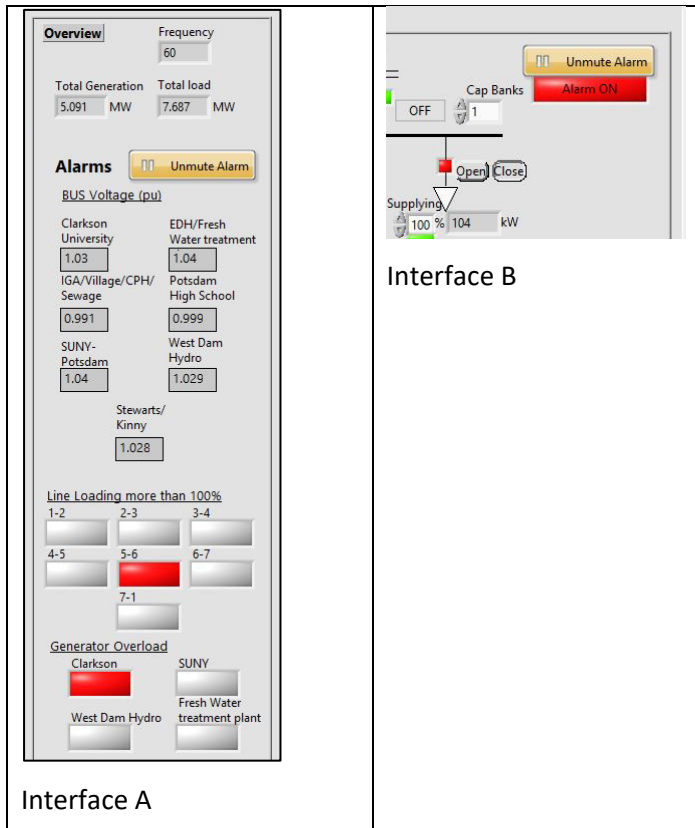 Overview Frequency
60
Total Generation Total load
5.091 MW 7.687 MW
Alarms Unmute Alarm
BUS Voltage (pu)
Clarkson University EDH/Fresh Water treatment
1.03 1.04
IGA/Village/CPH/ Sewage Potsdam High School
0.991 0.999
SUNY- Potsdam West Dam Hydro
1.04 1.029
Stewarts/
Kinny
1.028
Line Loading more than 100%
1-2 2-3 3-4
4-5 5-6 6-7
7-1
Generator Overload
Clarkson SUNY
West Dam Hydro Fresh Water treatment plant
Interface A
Unmute Alarm
Cap Banks Alarm ON
OFF 1
Open Close
Supplying
100 % 104 kW
Interface B